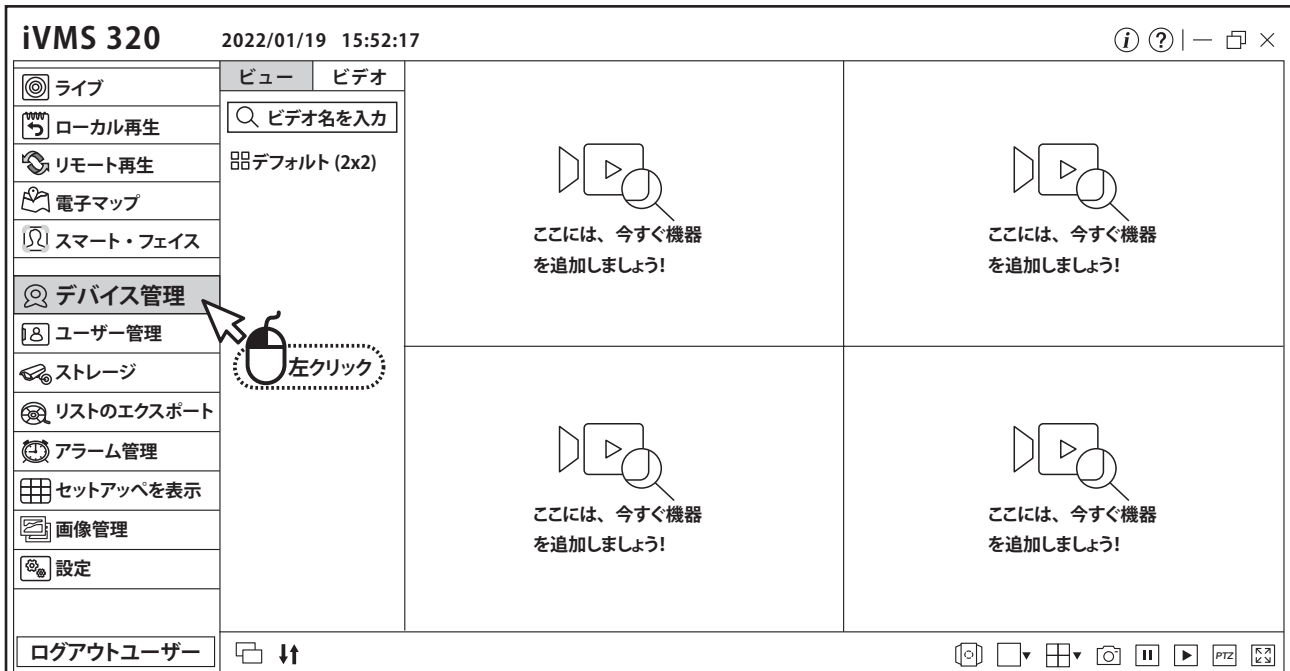 iVMS 320
2022/01/19 15:52:17
ライブ
ローカル再生
リモート再生
電子マップ
スマート・フェイス
デバイス管理
ユーザー管理
ストレージ
リストのエクスポート
アラーム管理
セットアッペを表示
画像管理
設定
ログアウトユーザー
ビュー
ビデオ
ビデオ名を入力
デフォルト (2x2)
左クリック
ここには、今すぐ機器
を追加しましょう!
ここには、今すぐ機器
を追加しましょう!
ここには、今すぐ機器
を追加しましょう!
ここには、今すぐ機器
を追加しましょう!
PTZ